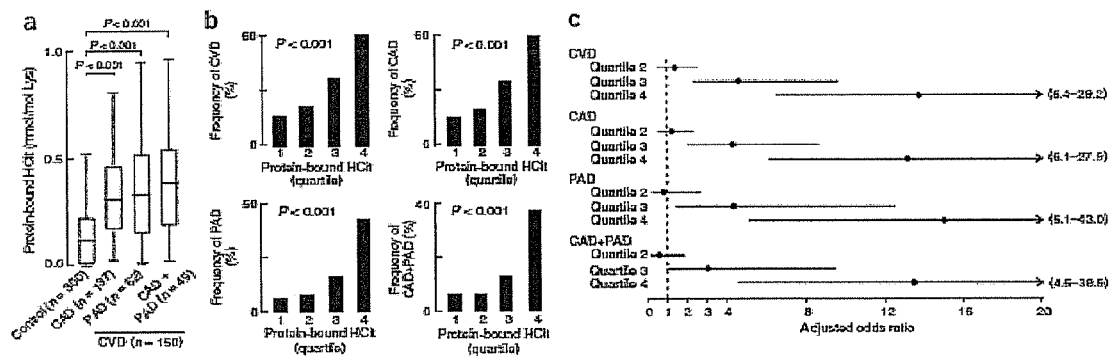 a
P < 0.001
P < 0.001
P < 0.001
Protein-bound HCit (mmol/mol Lys)
1.0
0.5
0.0
Control (n = 350)
CAD (n = 137)
PAD (n = 62)
CAD +
PAD (n = 49)
CVD (n = 150)
b
Frequency of CVD
(%)
60
0
P < 0.001
1 2 3 4
Protein-bound HCit
(quartile)
Frequency of CAD
(%)
60
0
P < 0.001
1 2 3 4
Protein-bound HCit
(quartile)
Frequency of PAD
(%)
50
0
P < 0.001
1 2 3 4
Protein-bound HCit
(quartile)
Frequency of
CAD+PAD (%)
40
0
P < 0.001
1 2 3 4
Protein-bound HCit
(quartile)
c
CVD
Quartile 2
Quartile 3
Quartile 4
(6.4–29.2)
CAD
Quartile 2
Quartile 3
Quartile 4
(6.1–27.9)
PAD
Quartile 2
Quartile 3
Quartile 4
(5.1–43.0)
CAD+PAD
Quartile 2
Quartile 3
Quartile 4
0 1 2 3 4 8 12 16 20
Adjusted odds ratio